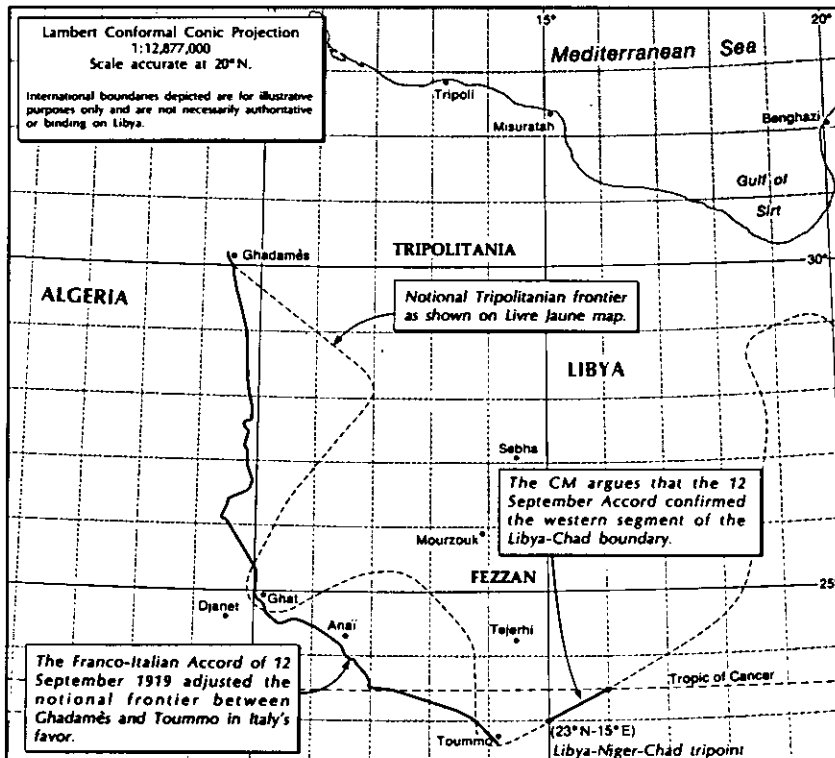 Lambert Conformal Conic Projection
1:12,877,000
Scale accurate at 20°N.
International boundaries depicted are for illustrative
purposes only and are not necessarily authoritative
or binding on Libya.
15°
20°
Mediterranean Sea
Tripoli
Misuratah
Benghazi
Gulf of
Sirt
Ghadamès
TRIPOLITANIA
30°
ALGERIA
Notional Tripolitanian frontier
as shown on Livre Jaune map.
LIBYA
Sebha
The CM argues that the 12
September Accord confirmed
the western segment of the
Libya-Chad boundary.
Mourzouk
FEZZAN
25°
Ghat
Djanet
Anaï
Tejerhi
The Franco-Italian Accord of 12
September 1919 adjusted the
notional frontier between
Ghadamès and Toummo in Italy's
favor.
Tropic of Cancer
Toummo
(23°N-15°E)
Libya-Niger-Chad tripoint